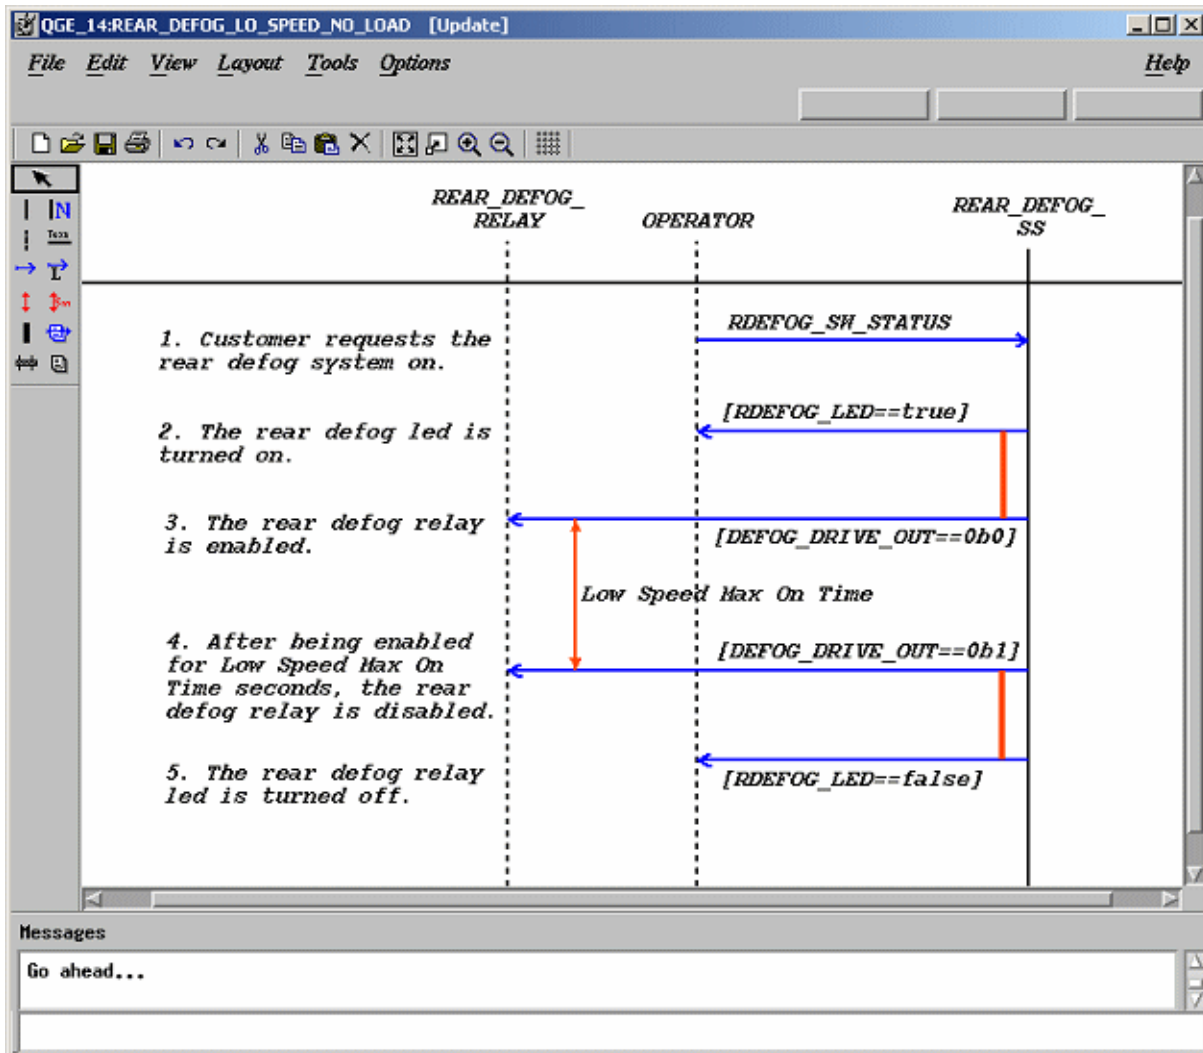 QGE_14:REAR_DEFOG_LO_SPEED_NO_LOAD [Update]
File Edit View Layout Tools Options Help
REAR_DEFOG_
RELAY
OPERATOR
REAR_DEFOG_
SS
RDEFOG_SW_STATUS
1. Customer requests the
rear defog system on.
[RDEFOG_LED==true]
2. The rear defog led is
turned on.
3. The rear defog relay
is enabled.
[DEFOG_DRIVE_OUT==0b0]
Low Speed Max On Time
4. After being enabled
for Low Speed Max On
Time seconds, the rear
defog relay is disabled.
[DEFOG_DRIVE_OUT==0b1]
5. The rear defog relay
led is turned off.
[RDEFOG_LED==false]
Messages
Go ahead...